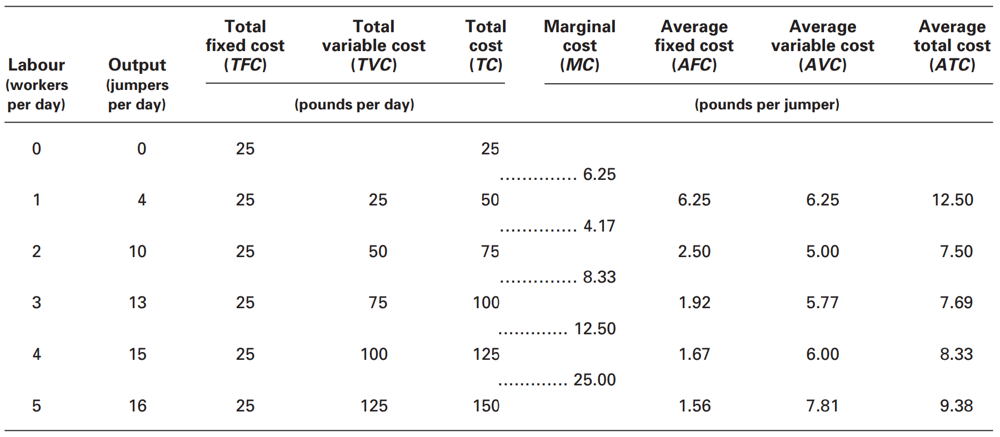 Total Total Total Marginal Average Average Average
fixed cost variable cost cost cost fixed cost variable cost total cost
Labour Output (TFC) (TVC) (TC) (MC) (AFC) (AVC) (ATC)
(workers (jumpers
per day) per day) (pounds per day) (pounds per jumper)
0 0 25 25
.............. 6.25
1 4 25 25 50 6.25 6.25 12.50
.............. 4.17
2 10 25 50 75 2.50 5.00 7.50
.............. 8.33
3 13 25 75 100 1.92 5.77 7.69
............. 12.50
4 15 25 100 125 1.67 6.00 8.33
............. 25.00
5 16 25 125 150 1.56 7.81 9.38